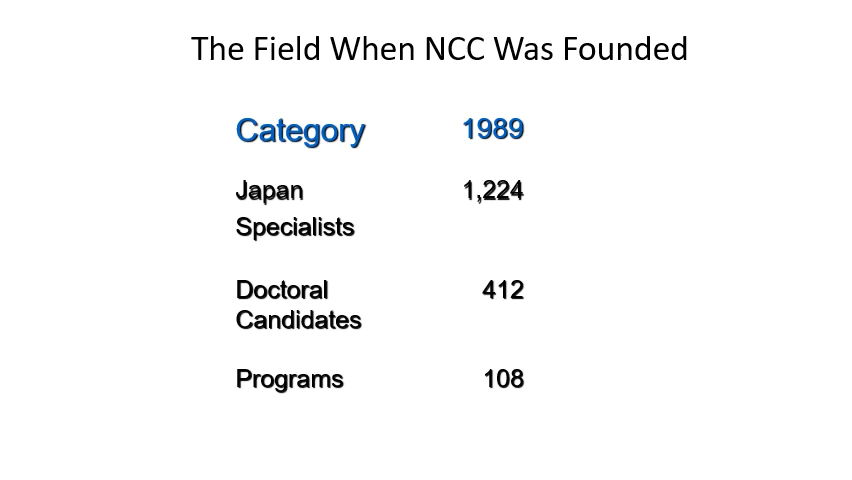 The Field When NCC Was Founded
Category 1989
Japan 1,224
Specialists
Doctoral 412
Candidates
Programs 108